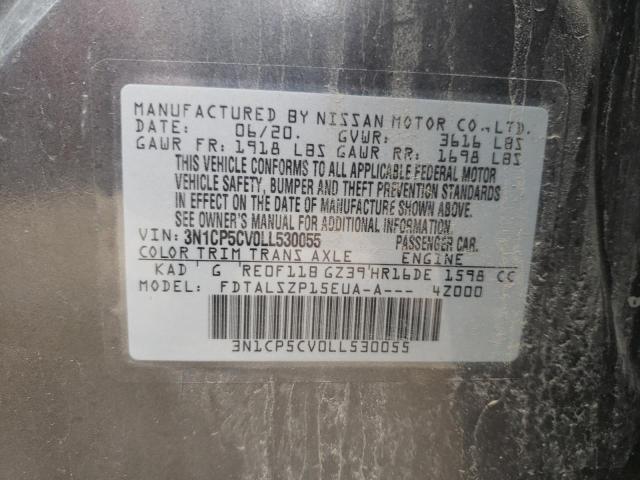 MANUFACTURED BY NISSAN MOTOR CO.,LTD.
DATE: 06/20. GVWR: 3616 LBS
GAWR FR: 1918 LBS GAWR RR: 1698 LBS
THIS VEHICLE CONFORMS TO ALL APPLICABLE FEDERAL MOTOR
VEHICLE SAFETY, BUMPER AND THEFT PREVENTION STANDARDS
IN EFFECT ON THE DATE OF MANUFACTURE SHOWN ABOVE.
SEE OWNER'S MANUAL FOR ADDITIONAL INFORMATION.
VIN: 3N1CP5CV0LL530055 PASSENGER CAR.
COLOR TRIM TRANS AXLE ENGINE
KAD G RE0F11B GZ39 HR16DE 1598 CC
MODEL: FDTALSZP15EUA-A--- 4Z000
3N1CP5CV0LL530055